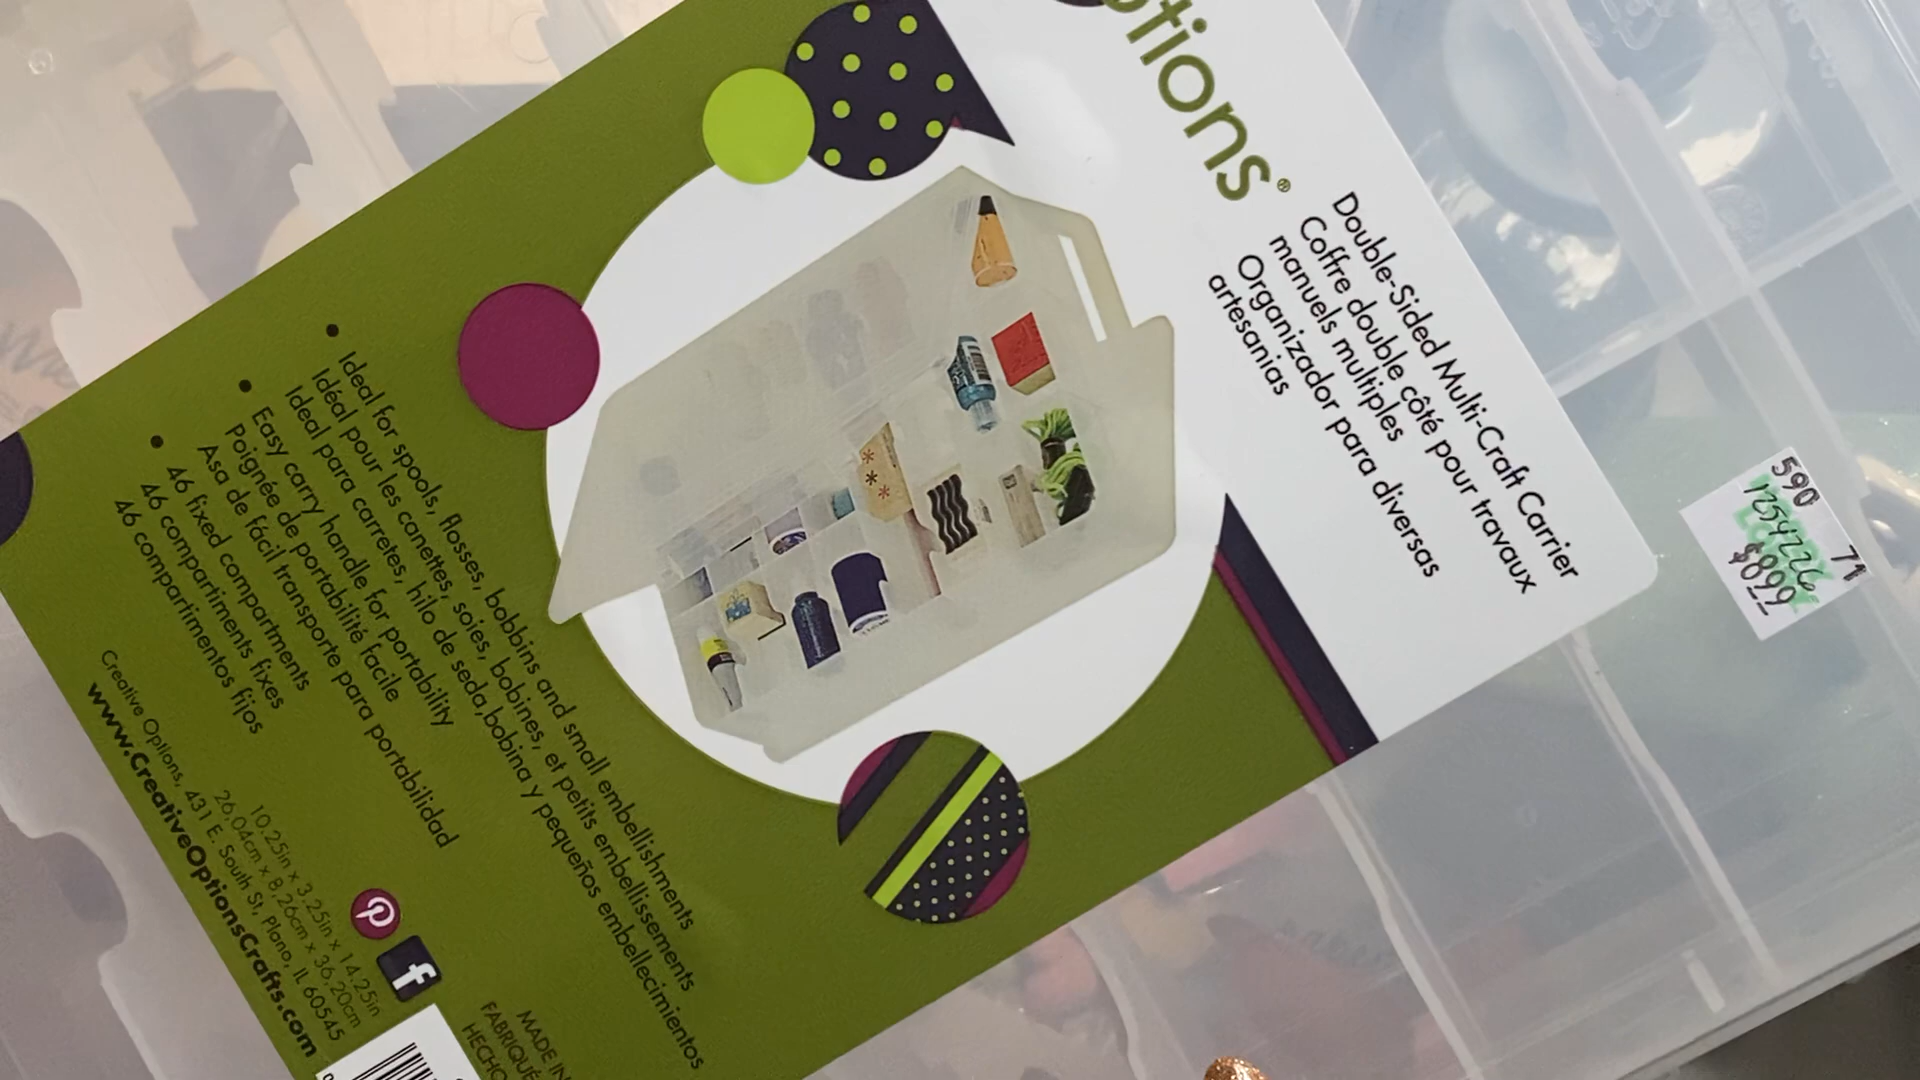 ptions®
Double-Sided Multi-Craft Carrier
Coffre double côté pour travaux
manuels multiples
Organizador para diversas
artesanias
590
71
$8.99
• Ideal for spools, flosses, bobbins and small embellishments
Idéal pour les canettes, soies, bobines, et petits embellissements
Ideal para carretes, hilo de seda,bobina y pequeños embellecimientos
• Easy carry handle for portability
Poignée de portabilité facile
Asa de fácil transporte para portabilidad
• 46 fixed compartments
46 compartiments fixes
46 compartimentos fijos
10.25in x 3.25in x 14.25in
26,04cm x 8,26cm x 36,20cm
Creative Options, 431 E. South St, Plano, IL 60545
www.CreativeOptionsCrafts.com
MADE IN
FABRIQUÉ
HECHO